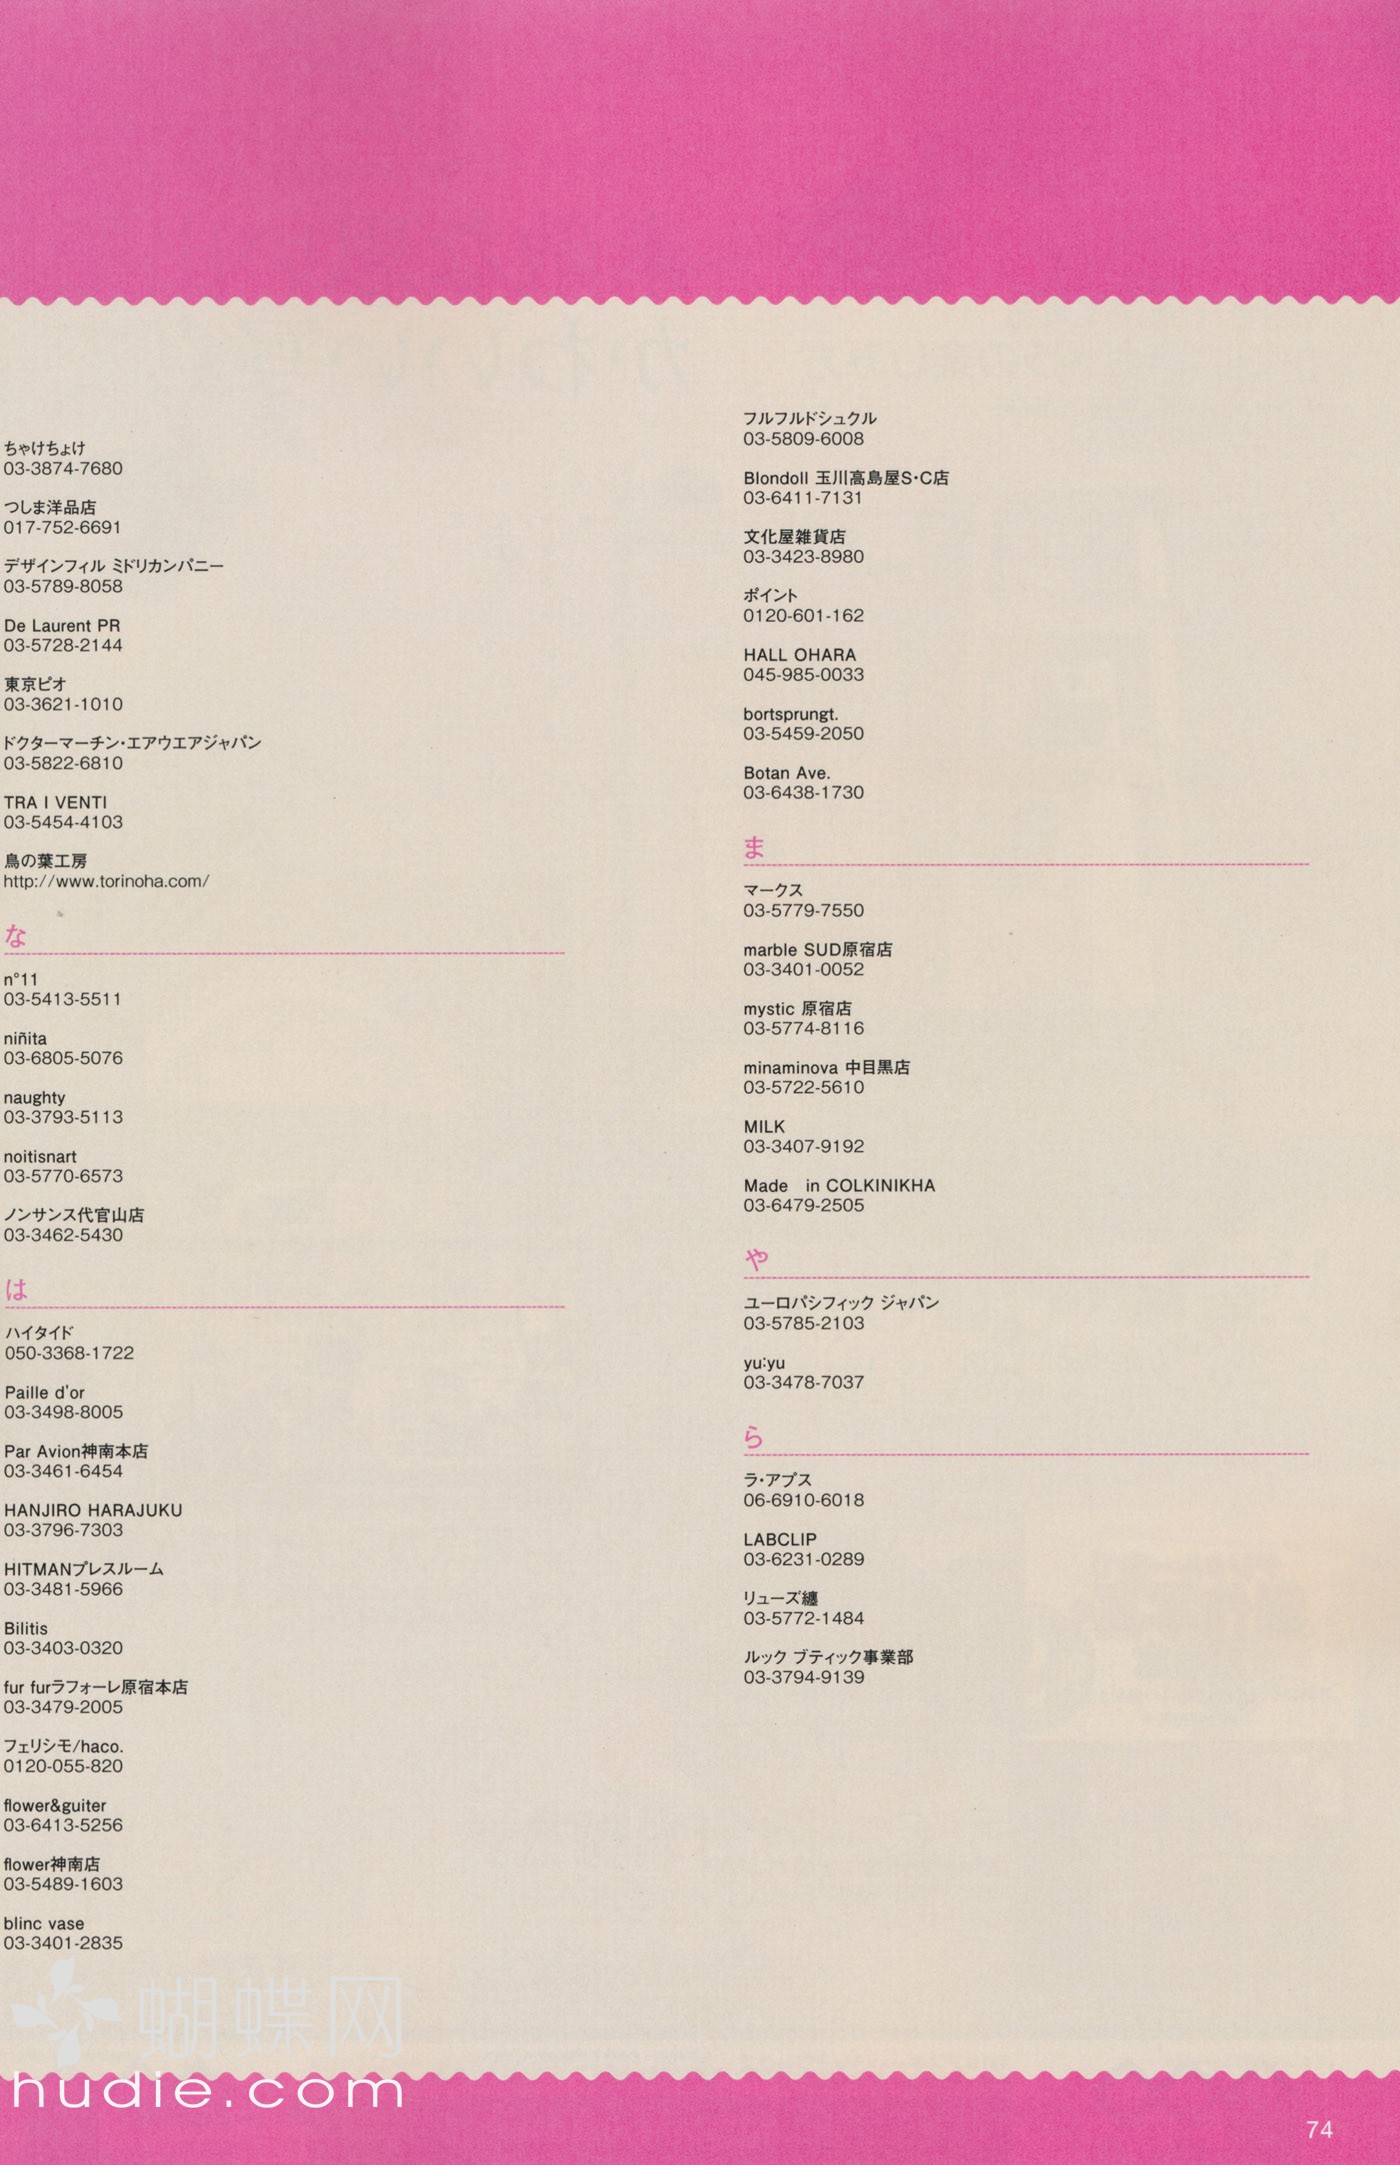 ちゃけちょけ
03-3874-7680
つしま洋品店
017-752-6691
デザインフィル ミドリカンパニー
03-5789-8058
De Laurent PR
03-5728-2144
東京ピオ
03-3621-1010
ドクターマーチン・エアウエアジャパン
03-5822-6810
TRA I VENTI
03-5454-4103
鳥の葉工房
http://www.torinoha.com/
な
n°11
03-5413-5511
niñita
03-6805-5076
naughty
03-3793-5113
noitisnart
03-5770-6573
ノンサンス代官山店
03-3462-5430
は
ハイタイド
050-3368-1722
Paille d'or
03-3498-8005
Par Avion神南本店
03-3461-6454
HANJIRO HARAJUKU
03-3796-7303
HITMANプレスルーム
03-3481-5966
Bilitis
03-3403-0320
fur furラフォーレ原宿本店
03-3479-2005
フェリシモ/haco.
0120-055-820
flower&guiter
03-6413-5256
flower神南店
03-5489-1603
blinc vase
03-3401-2835
フルフルドシュクル
03-5809-6008
Blondoll 玉川高島屋S・C店
03-6411-7131
文化屋雑貨店
03-3423-8980
ポイント
0120-601-162
HALL OHARA
045-985-0033
bortsprungt.
03-5459-2050
Botan Ave.
03-6438-1730
ま
マークス
03-5779-7550
marble SUD原宿店
03-3401-0052
mystic 原宿店
03-5774-8116
minaminova 中目黒店
03-5722-5610
MILK
03-3407-9192
Made　in COLKINIKHA
03-6479-2505
や
ユーロパシフィック ジャパン
03-5785-2103
yu:yu
03-3478-7037
ら
ラ・アプス
06-6910-6018
LABCLIP
03-6231-0289
リューズ纏
03-5772-1484
ルック ブティック事業部
03-3794-9139
蝴蝶网
hudie.com
74